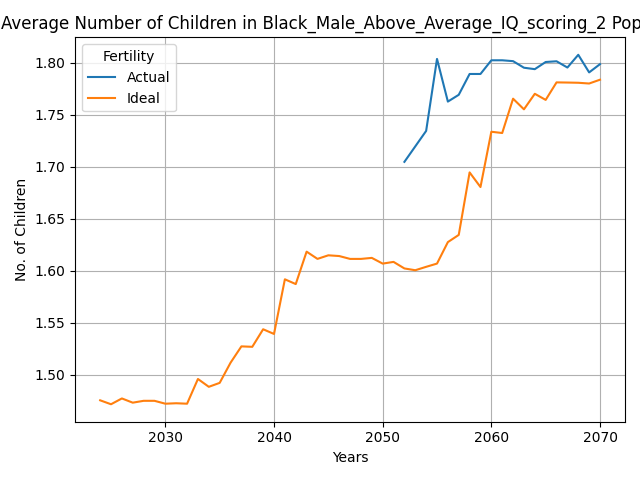 Average Number of Children in Black_Male_Above_Average_IQ_scoring_2 Pop
Fertility
Actual
Ideal
1.80
1.75
1.70
1.65
1.60
1.55
1.50
No. of Children
2030
2040
2050
2060
2070
Years